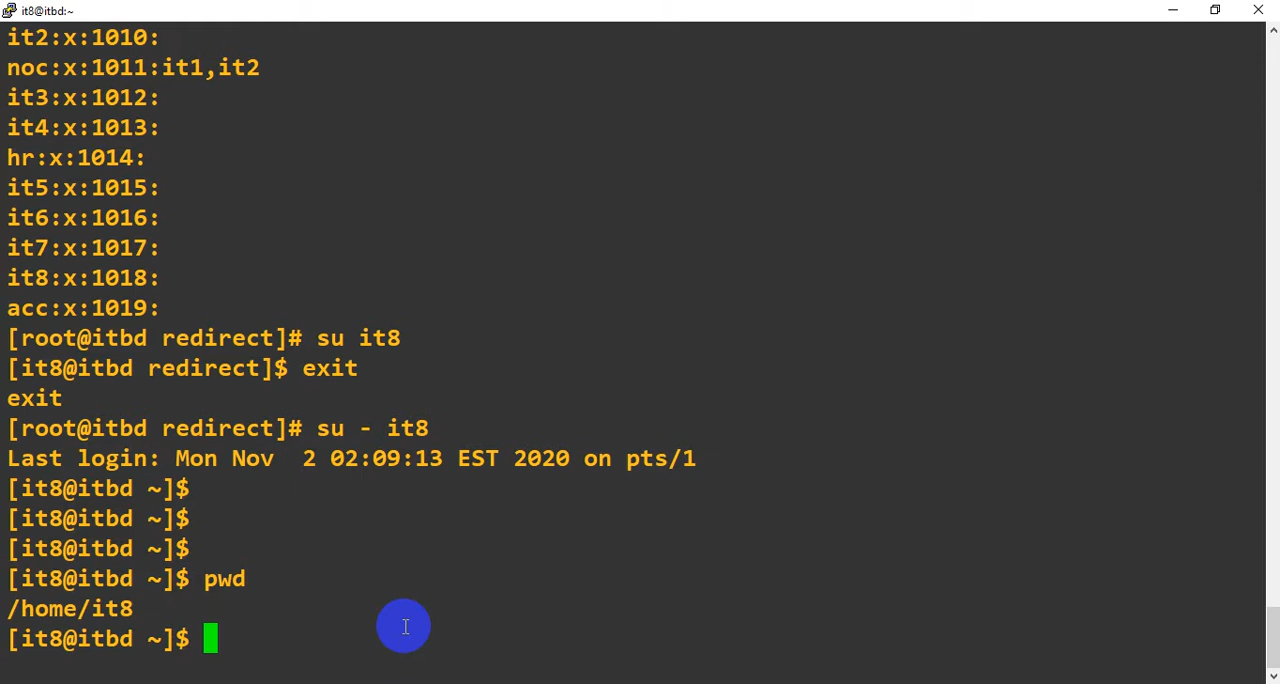 it8@itbd:~
it2:x:1010:
noc:x:1011:it1,it2
it3:x:1012:
it4:x:1013:
hr:x:1014:
it5:x:1015:
it6:x:1016:
it7:x:1017:
it8:x:1018:
acc:x:1019:
[root@itbd redirect]# su it8
[it8@itbd redirect]$ exit
exit
[root@itbd redirect]# su - it8
Last login: Mon Nov  2 02:09:13 EST 2020 on pts/1
[it8@itbd ~]$
[it8@itbd ~]$
[it8@itbd ~]$
[it8@itbd ~]$ pwd
/home/it8
[it8@itbd ~]$